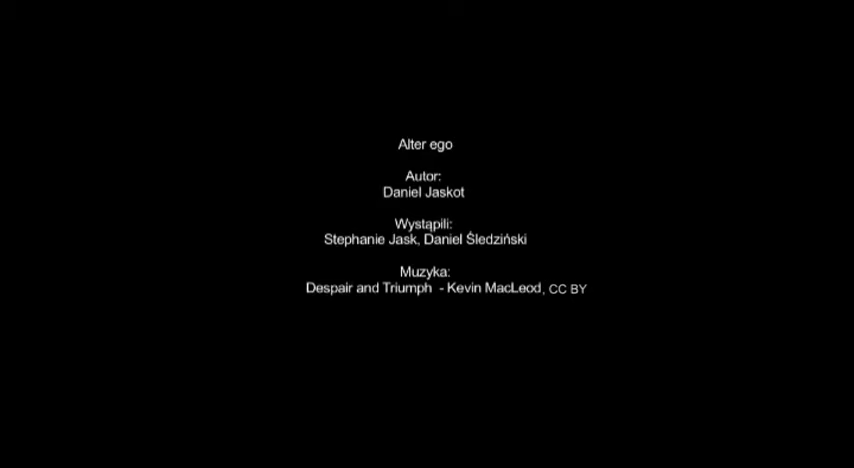 Alter ego
Autor:
Daniel Jaskot
Wystąpili:
Stephanie Jask, Daniel Śledziński
Muzyka:
Despair and Triumph - Kevin MacLeod, CC BY